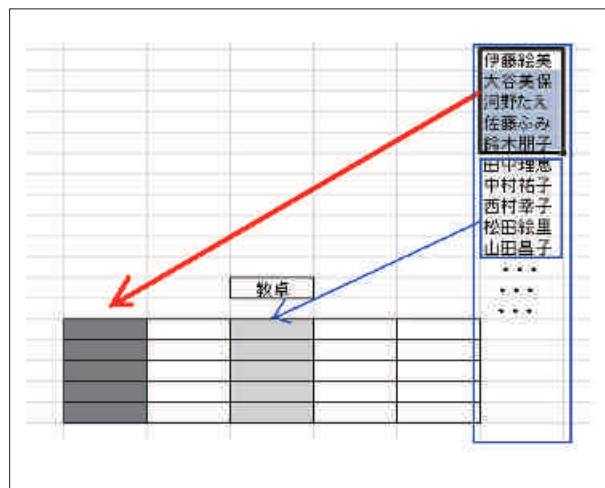 伊藤絵美
大谷美保
河野たえ
佐藤ふみ
鈴木朋子
田中理恵
中村祐子
西村幸子
松田絵里
山田昌子
・・・
・・・
・・・
教卓